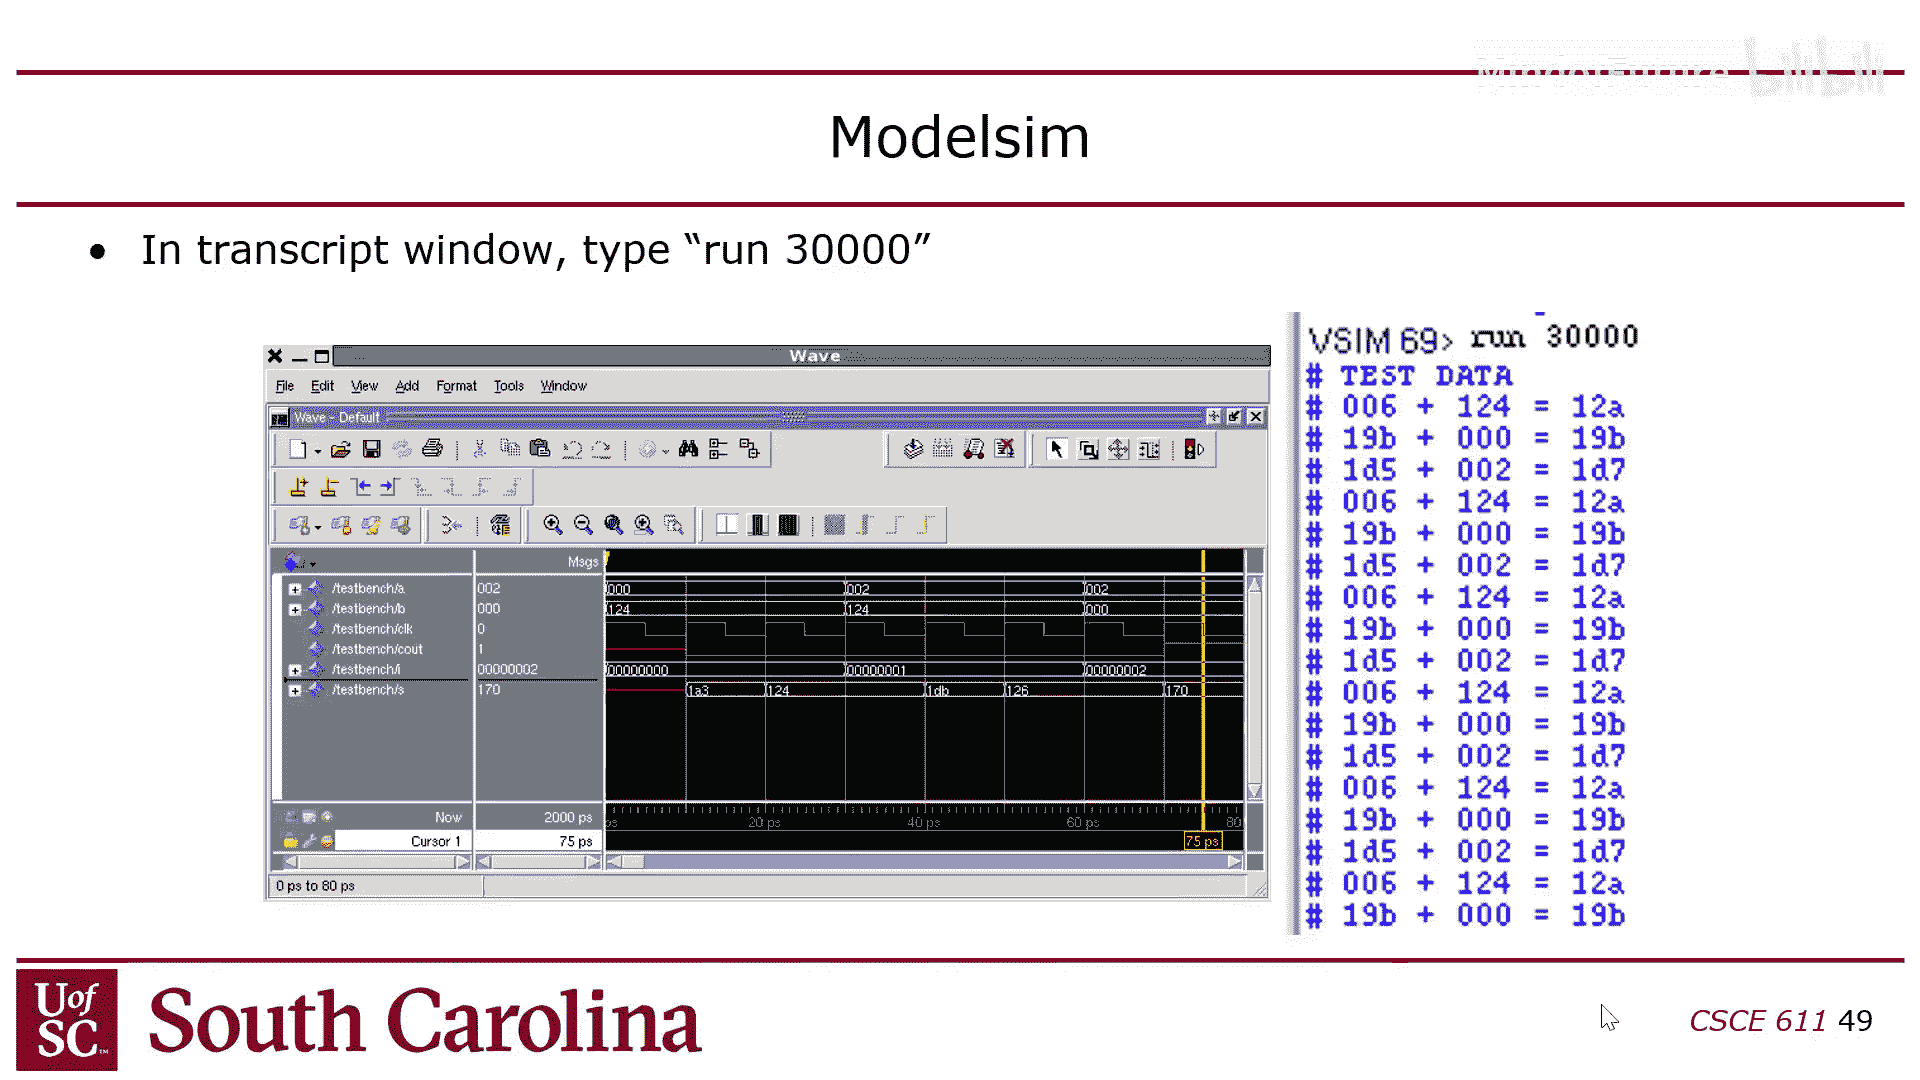 bilibili
Modelsim
• In transcript window, type “run 30000”
Wave
File Edit View Add Format Tools Window
Wave - Default
Msgs
/testbench/a 002 000 002 002
/testbench/b 000 124 124 000
/testbench/clk 0
/testbench/cout 1
/testbench/i 00000002 00000000 00000001 00000002
/testbench/s 170 1a3 124 1db 126 170
Now 2000 ps ps 20 ps 40 ps 60 ps 80
Cursor 1 75 ps 75 ps
0 ps to 80 ps
VSIM 69> run 30000
# TEST DATA
# 006 + 124 = 12a
# 19b + 000 = 19b
# 1d5 + 002 = 1d7
# 006 + 124 = 12a
# 19b + 000 = 19b
# 1d5 + 002 = 1d7
# 006 + 124 = 12a
# 19b + 000 = 19b
# 1d5 + 002 = 1d7
# 006 + 124 = 12a
# 19b + 000 = 19b
# 1d5 + 002 = 1d7
# 006 + 124 = 12a
# 19b + 000 = 19b
# 1d5 + 002 = 1d7
# 006 + 124 = 12a
# 19b + 000 = 19b
UofSC
South Carolina
CSCE 611 49